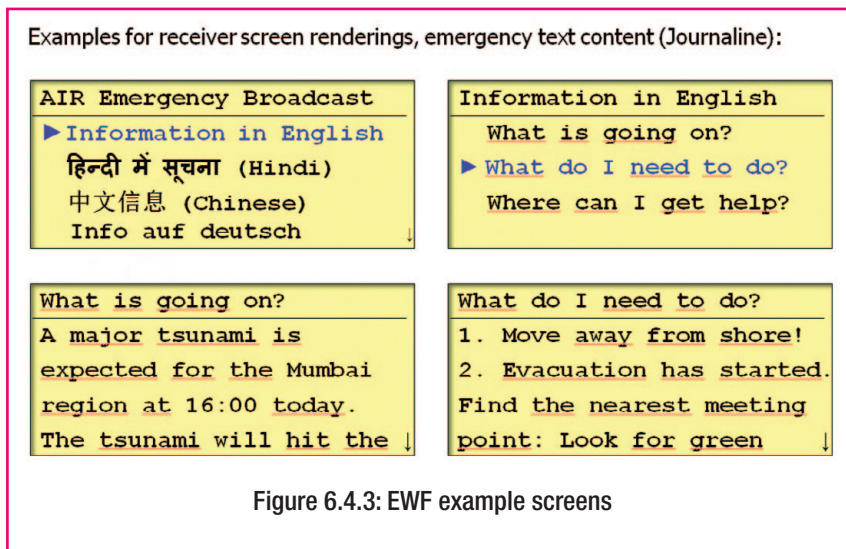 Examples for receiver screen renderings, emergency text content (Journaline):
AIR Emergency Broadcast
▶Information in English
हिन्दी में सूचना (Hindi)
中文信息 (Chinese)
Info auf deutsch ↓
Information in English
What is going on?
▶What do I need to do?
Where can I get help?
What is going on?
A major tsunami is
expected for the Mumbai
region at 16:00 today.
The tsunami will hit the ↓
What do I need to do?
1. Move away from shore!
2. Evacuation has started.
Find the nearest meeting
point: Look for green ↓
Figure 6.4.3: EWF example screens